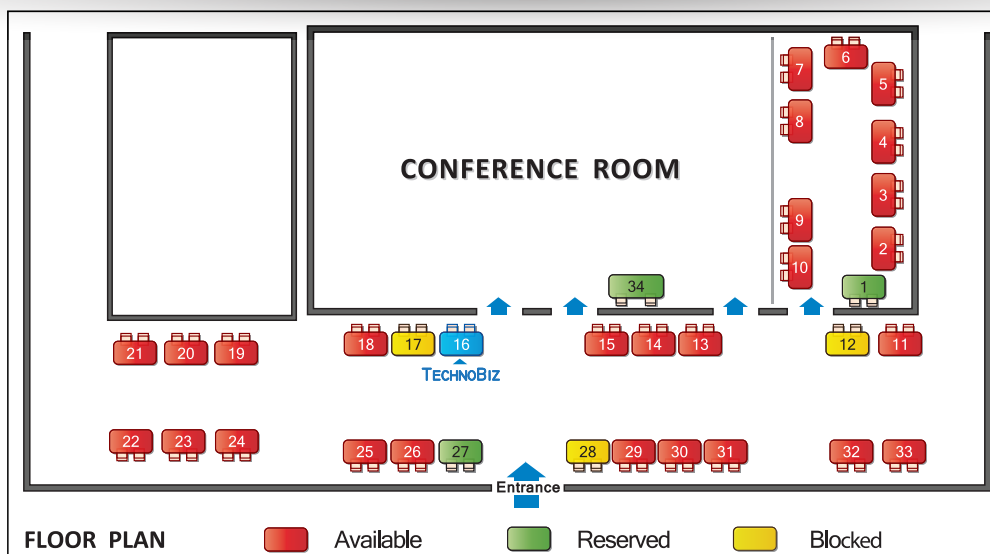 6
7
5
8
4
CONFERENCE ROOM
3
9
2
10
34
1
21 20 19 18 17 16 15 14 13 12 11
TECHNOBIZ
22 23 24 25 26 27 28 29 30 31 32 33
Entrance
FLOOR PLAN Available Reserved Blocked